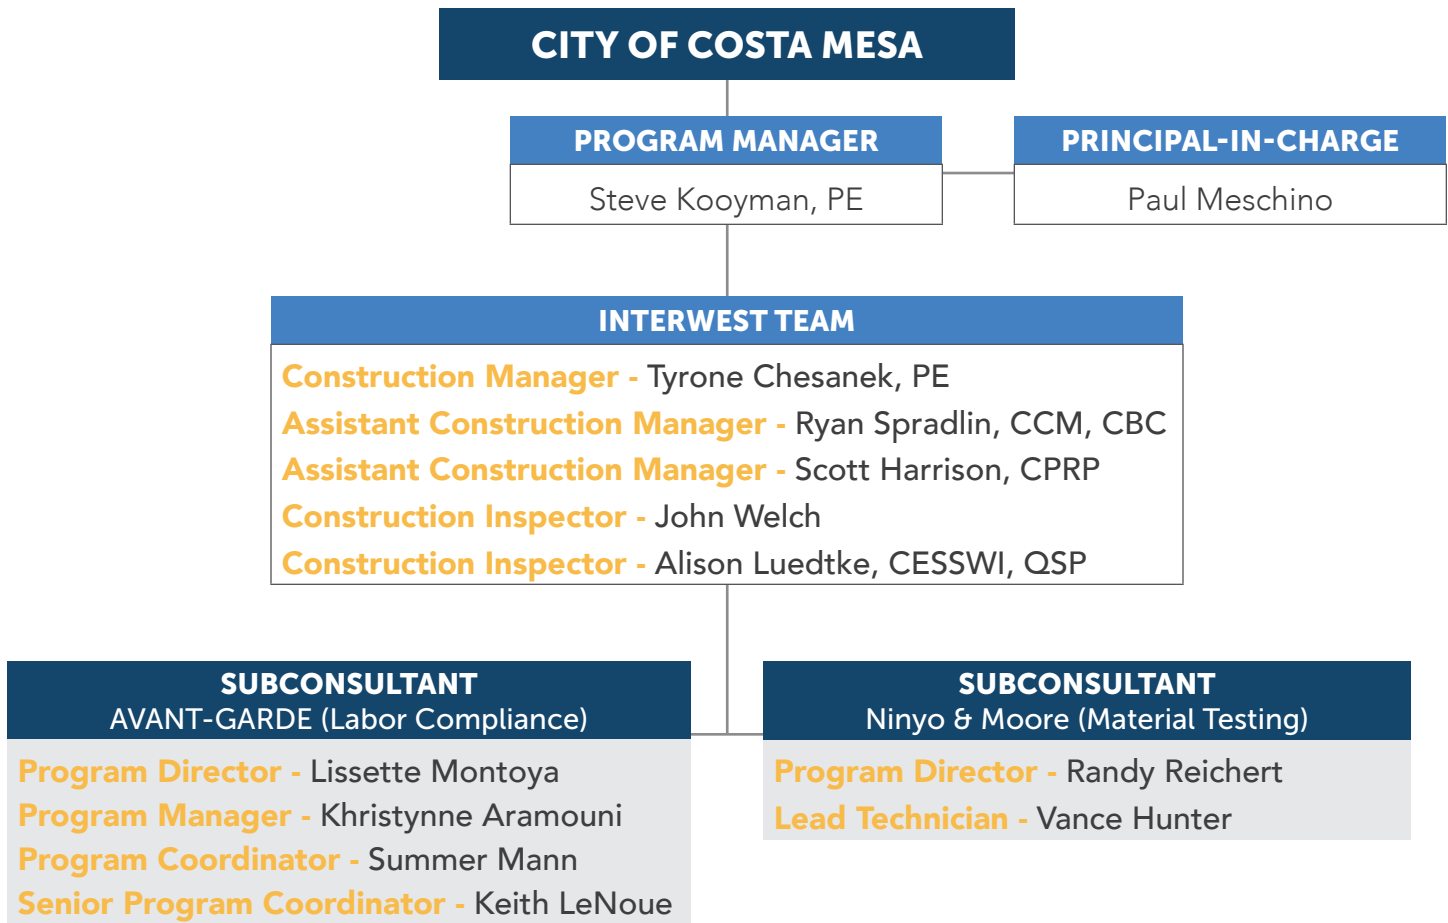 CITY OF COSTA MESA
PROGRAM MANAGER
Steve Kooyman, PE
PRINCIPAL-IN-CHARGE
Paul Meschino
INTERWEST TEAM
Construction Manager - Tyrone Chesanek, PE
Assistant Construction Manager - Ryan Spradlin, CCM, CBC
Assistant Construction Manager - Scott Harrison, CPRP
Construction Inspector - John Welch
Construction Inspector - Alison Luedtke, CESSWI, QSP
SUBCONSULTANT
AVANT-GARDE (Labor Compliance)
Program Director - Lissette Montoya
Program Manager - Khristynne Aramouni
Program Coordinator - Summer Mann
Senior Program Coordinator - Keith LeNoue
SUBCONSULTANT
Ninyo & Moore (Material Testing)
Program Director - Randy Reichert
Lead Technician - Vance Hunter